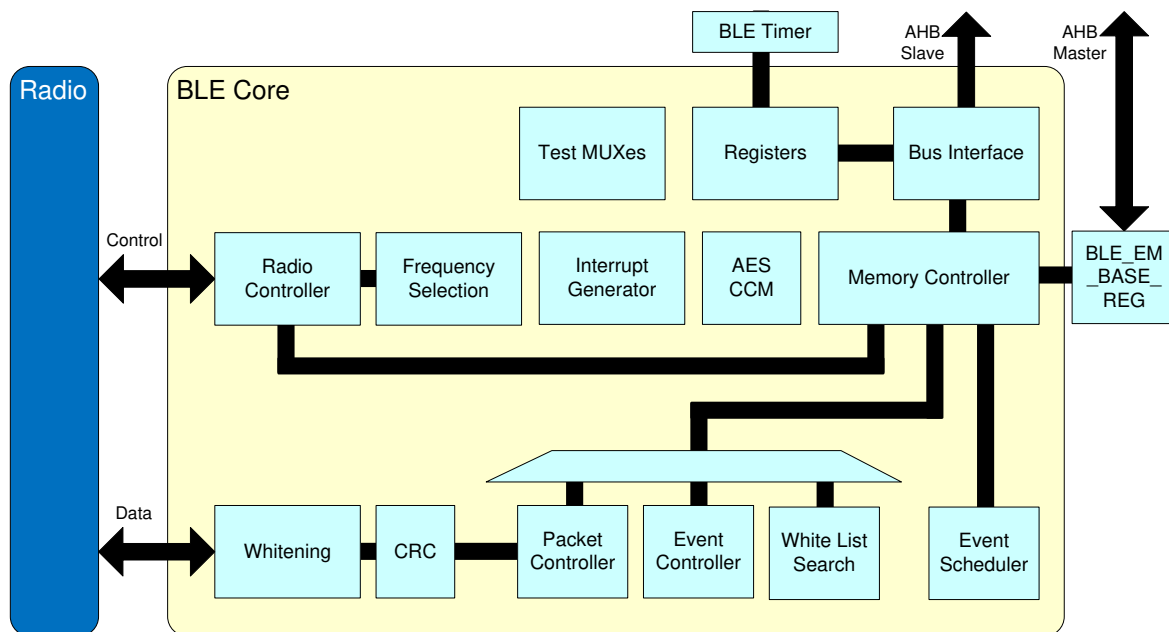 BLE Timer
AHB
Slave
AHB
Master
Radio
BLE Core
Test MUXes
Registers
Bus Interface
Control
Radio
Controller
Frequency
Selection
Interrupt
Generator
AES
CCM
Memory Controller
BLE_EM
_BASE_
REG
Data
Whitening
CRC
Packet
Controller
Event
Controller
White List
Search
Event
Scheduler